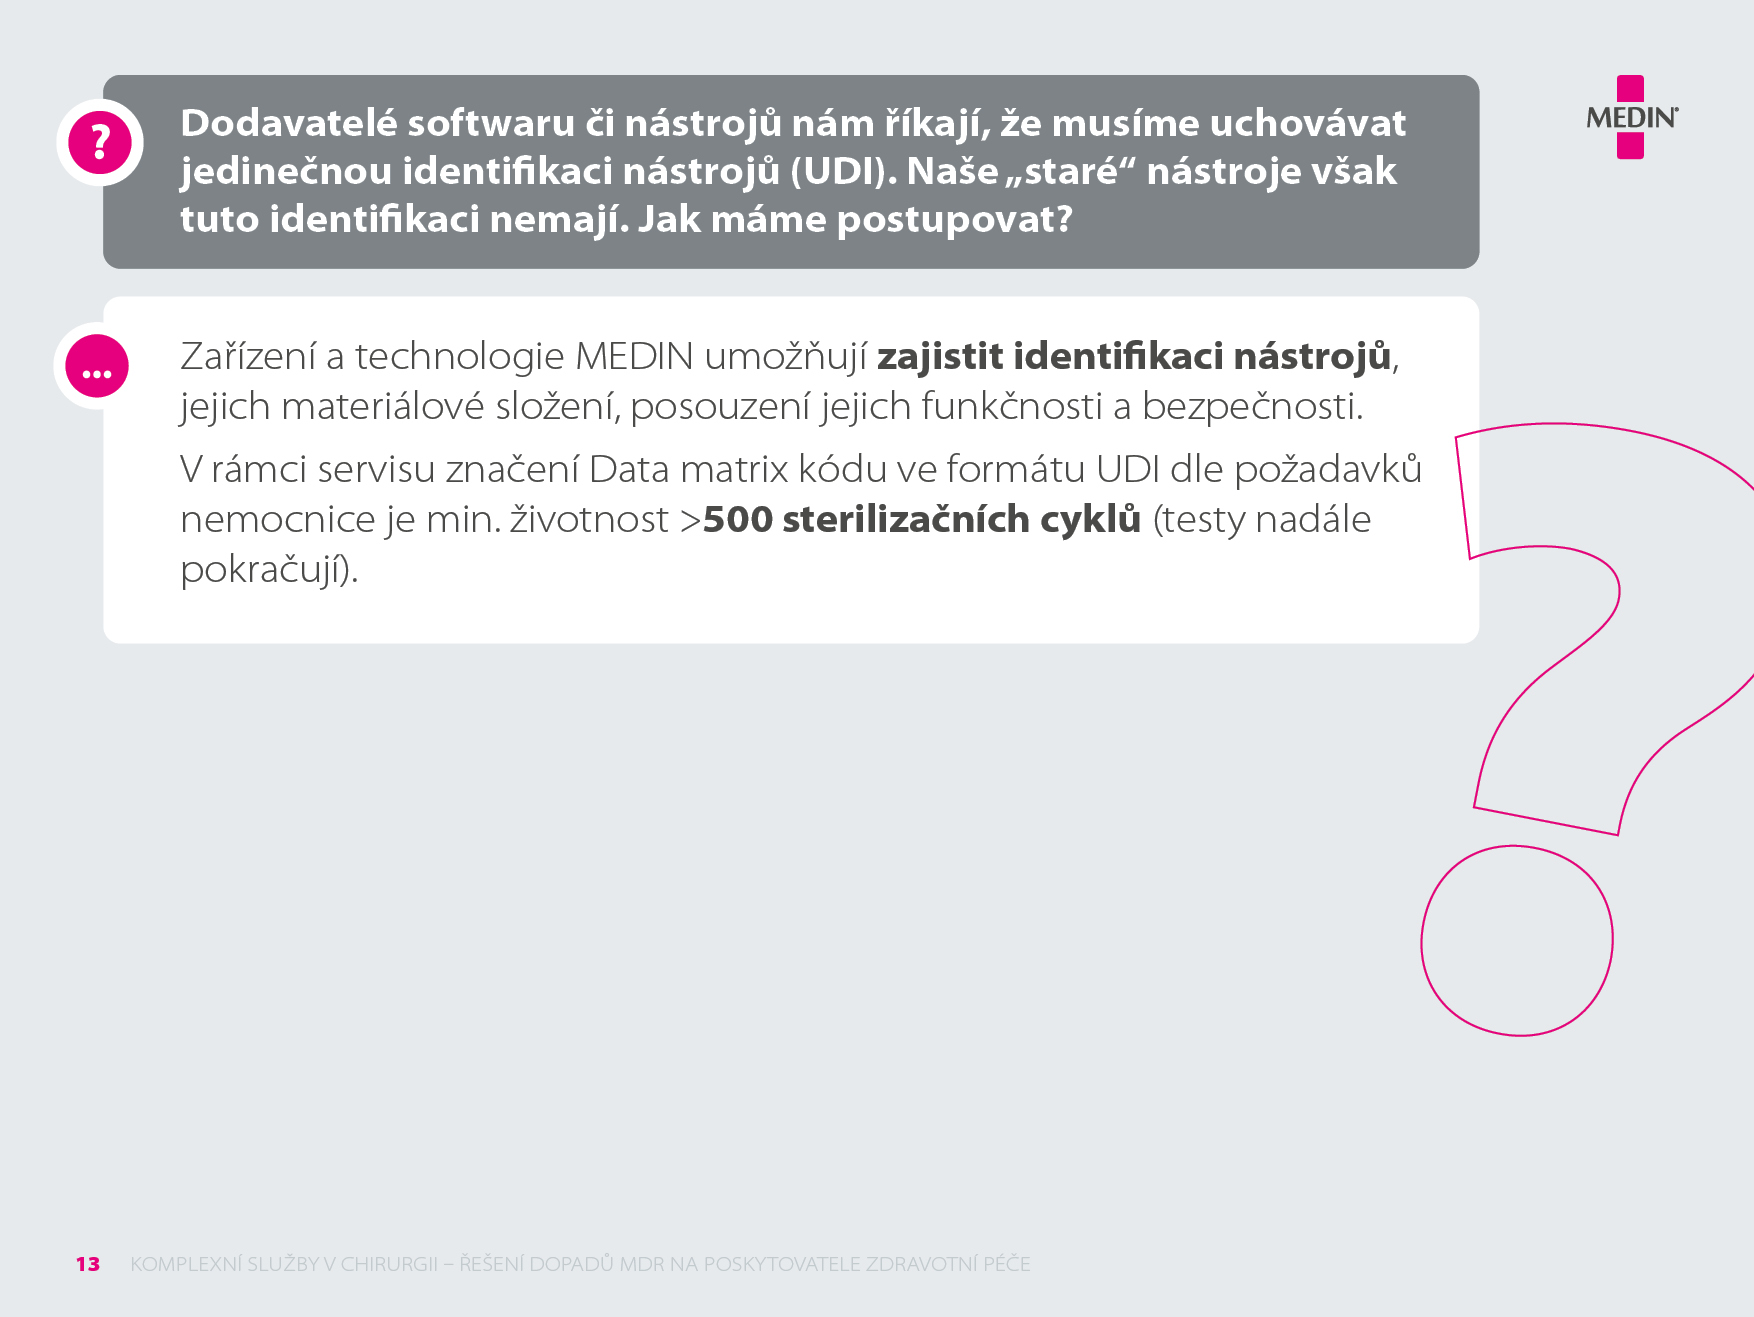 ?
Dodavatelé softwaru či nástrojů nám říkají, že musíme uchovávat
jedinečnou identifikaci nástrojů (UDI). Naše „staré“ nástroje však
tuto identifikaci nemají. Jak máme postupovat?
MEDIN®
...
Zařízení a technologie MEDIN umožňují zajistit identifikaci nástrojů,
jejich materiálové složení, posouzení jejich funkčnosti a bezpečnosti.
V rámci servisu značení Data matrix kódu ve formátu UDI dle požadavků
nemocnice je min. životnost >500 sterilizačních cyklů (testy nadále
pokračují).
?
13 KOMPLEXNÍ SLUŽBY V CHIRURGII – ŘEŠENÍ DOPADŮ MDR NA POSKYTOVATELE ZDRAVOTNÍ PÉČE